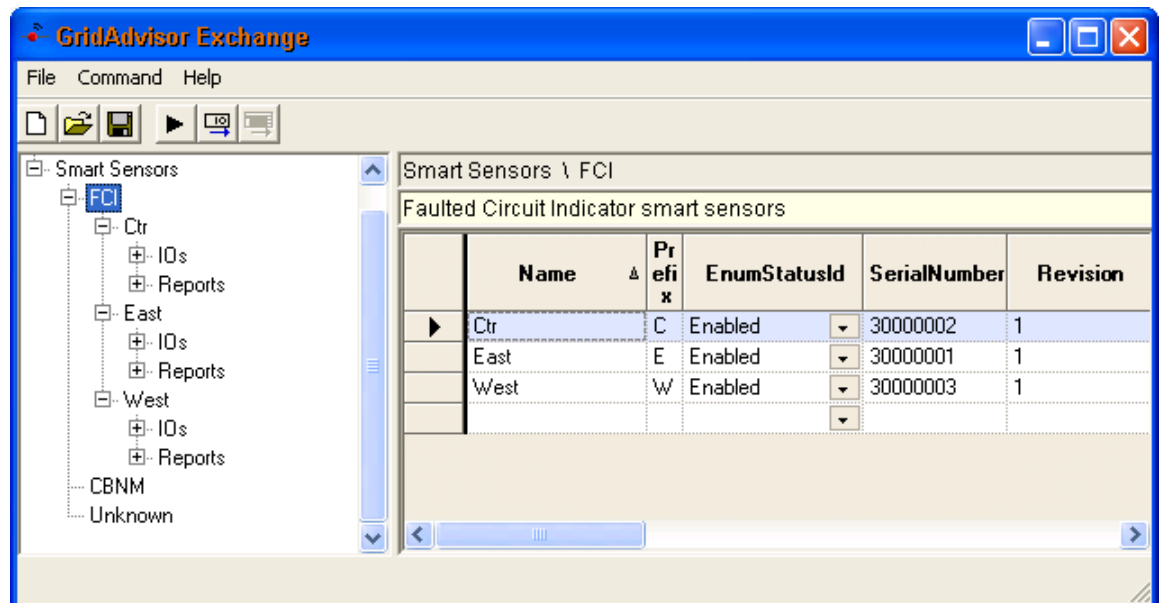 GridAdvisor Exchange
File Command Help
Smart Sensors
FCI
Ctr
IOs
Reports
East
IOs
Reports
West
IOs
Reports
CBNM
Unknown
Smart Sensors \ FCI
Faulted Circuit Indicator smart sensors
Name Prefix EnumStatusId SerialNumber Revision
Ctr C Enabled 30000002 1
East E Enabled 30000001 1
West W Enabled 30000003 1